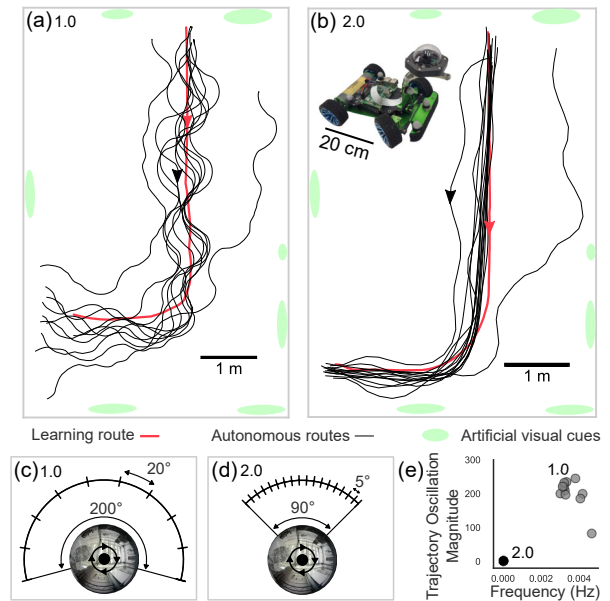 (a) 1.0
(b) 2.0
20 cm
1 m
1 m
Learning route
Autonomous routes
Artificial visual cues
(c) 1.0
20°
200°
(d) 2.0
5°
90°
(e)
Trajectory Oscillation
Magnitude
300
200
100
0
1.0
2.0
0.000
0.002
0.004
Frequency (Hz)